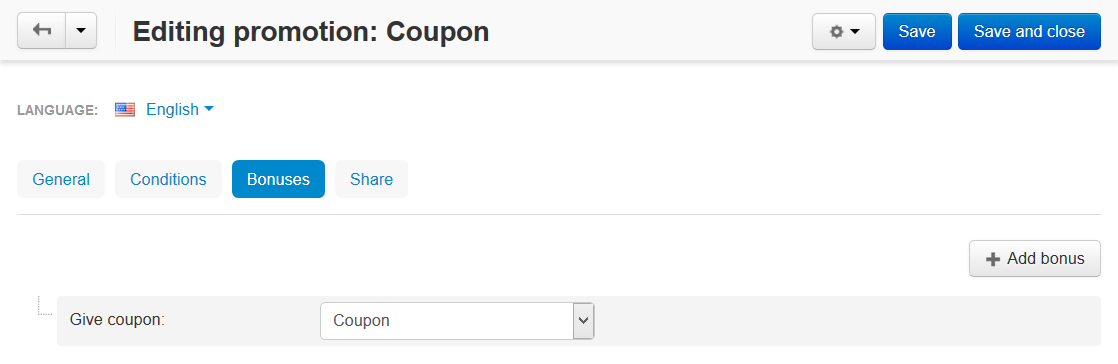 Editing promotion: Coupon
Save
Save and close
LANGUAGE:
English
General
Conditions
Bonuses
Share
Add bonus
Give coupon:
Coupon